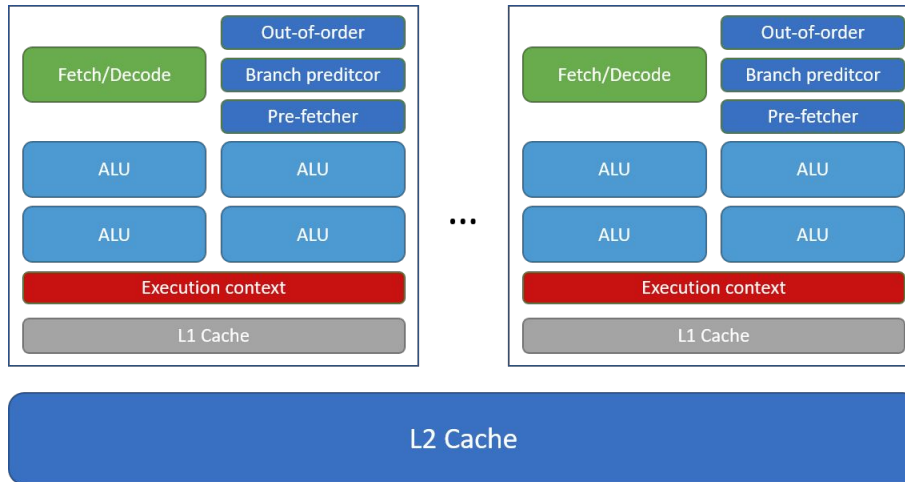 Out-of-order
Fetch/Decode
Branch preditcor
Pre-fetcher
ALU ALU
ALU ALU
Execution context
L1 Cache
...
Out-of-order
Fetch/Decode
Branch preditcor
Pre-fetcher
ALU ALU
ALU ALU
Execution context
L1 Cache
L2 Cache